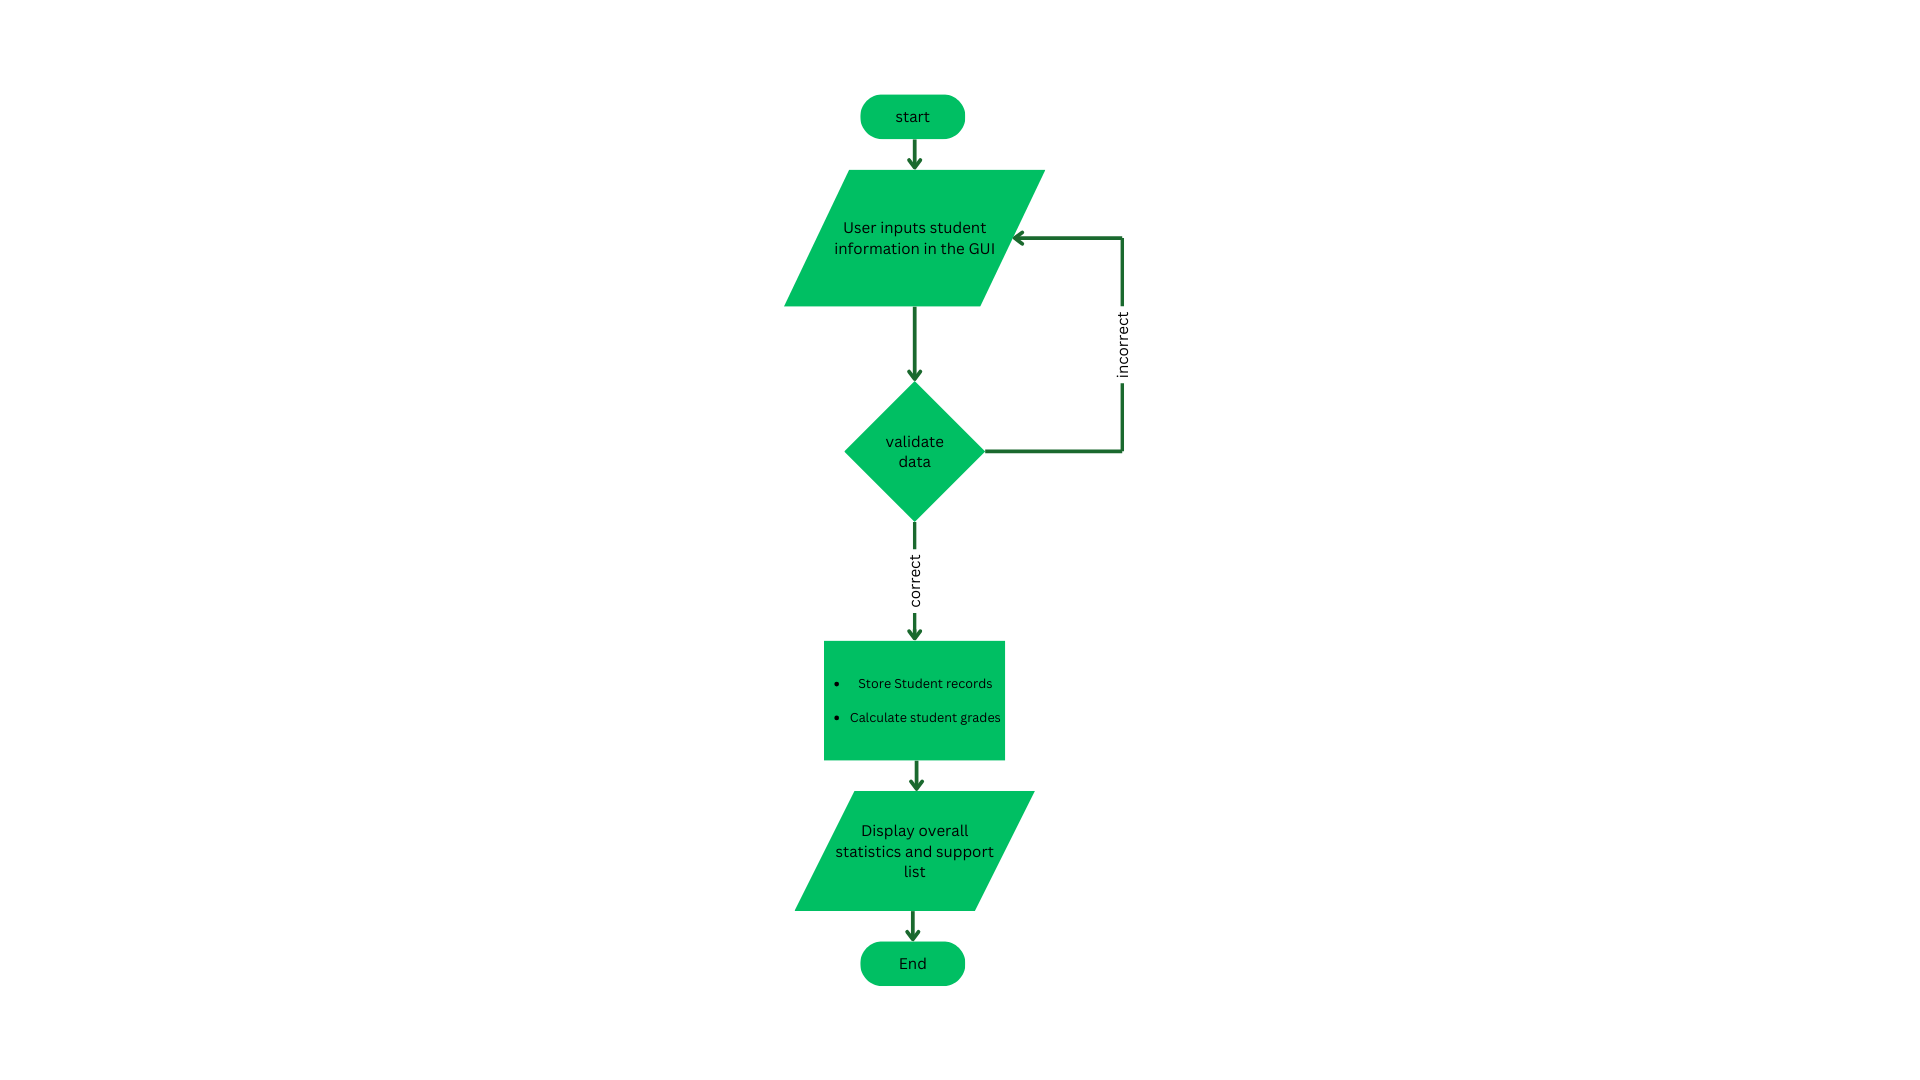 start
User inputs student
information in the GUI
incorrect
validate
data
correct
• Store Student records
• Calculate student grades
Display overall
statistics and support
list
End